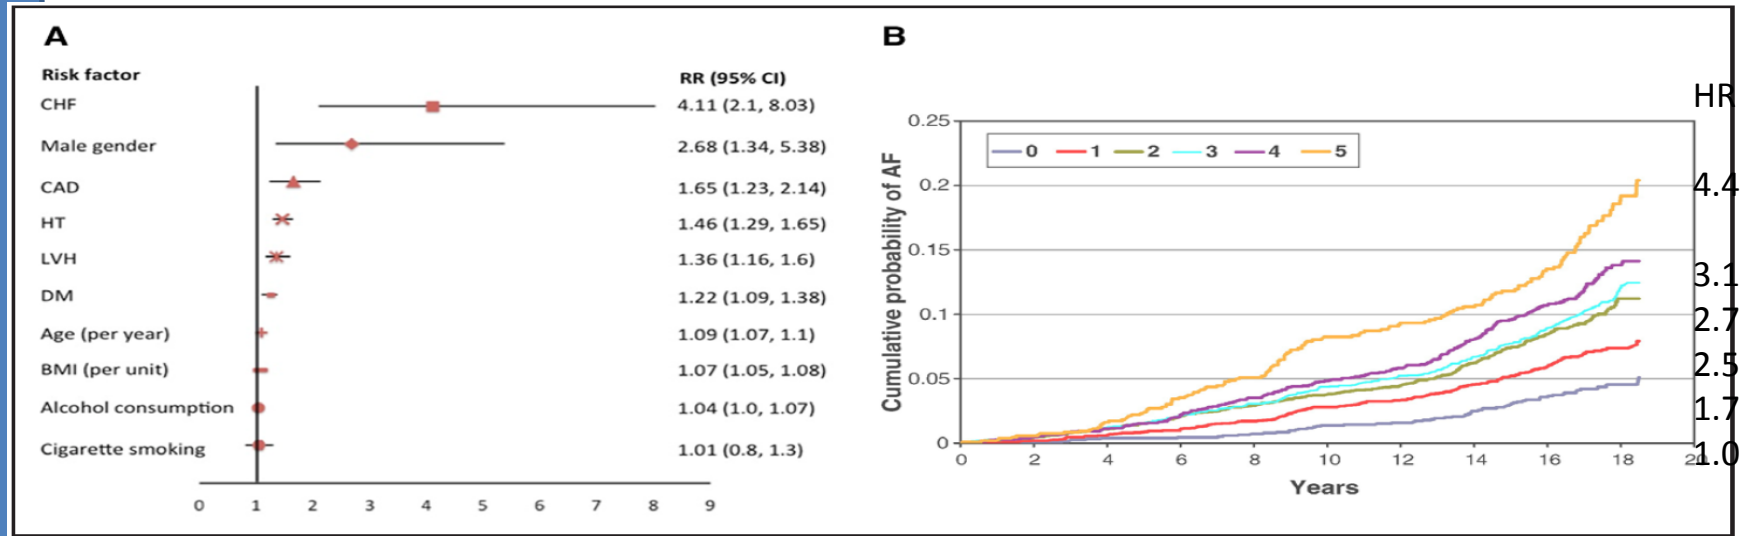 A
Risk factor RR (95% CI)
CHF 4.11 (2.1, 8.03)
Male gender 2.68 (1.34, 5.38)
CAD 1.65 (1.23, 2.14)
HT 1.46 (1.29, 1.65)
LVH 1.36 (1.16, 1.6)
DM 1.22 (1.09, 1.38)
Age (per year) 1.09 (1.07, 1.1)
BMI (per unit) 1.07 (1.05, 1.08)
Alcohol consumption 1.04 (1.0, 1.07)
Cigarette smoking 1.01 (0.8, 1.3)
0 1 2 3 4 5 6 7 8 9
B
HR
0 1 2 3 4 5
Cumulative probability of AF
0.25
0.2
0.15
0.1
0.05
0
0 2 4 6 8 10 12 14 16 18 20
Years
4.4
3.1
2.7
2.5
1.7
1.0